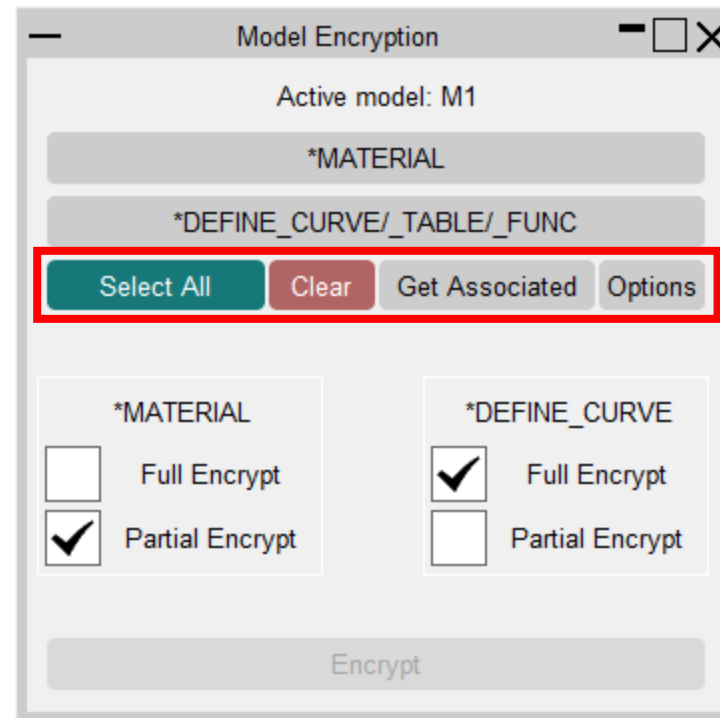 Model Encryption
Active model: M1
*MATERIAL
*DEFINE_CURVE/_TABLE/_FUNC
Select All Clear Get Associated Options
*MATERIAL *DEFINE_CURVE
Full Encrypt Full Encrypt
Partial Encrypt Partial Encrypt
Encrypt